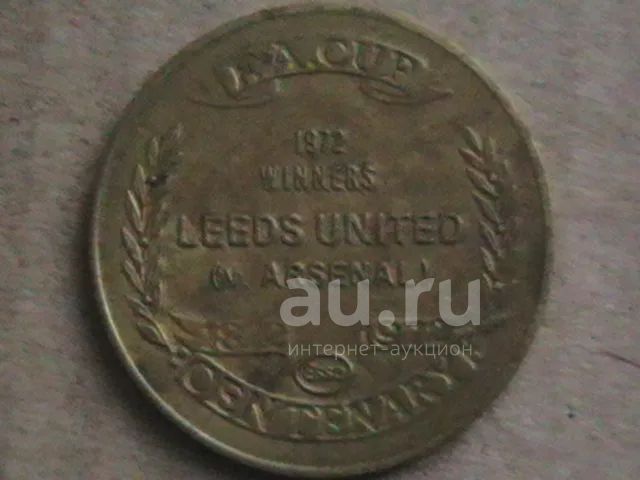 F.A. CUP
1972
WINNERS
LEEDS UNITED
(v. ARSENAL)
au.ru
интернет-аукцион
Esso
CENTENARY